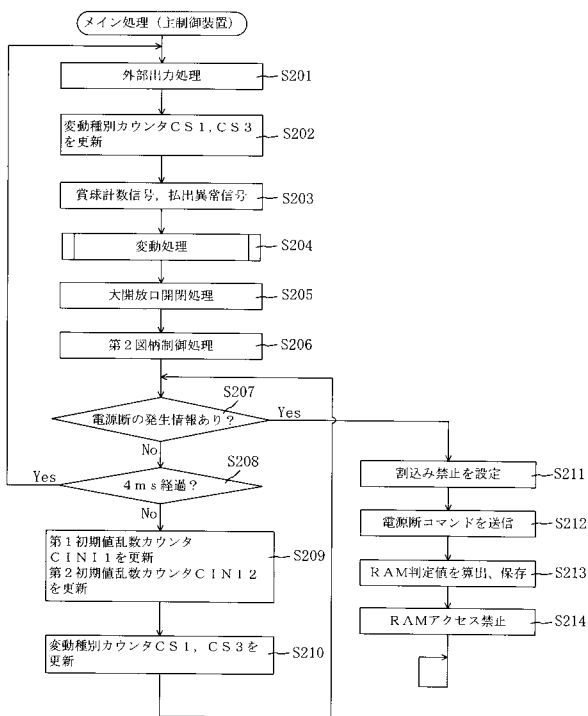 メイン処理（主制御装置）
外部出力処理
S201
変動種別カウンタＣＳ１，ＣＳ３
を更新
S202
賞球計数信号，払出異常信号
S203
変動処理
S204
大開放口開閉処理
S205
第２図柄制御処理
S206
S207
電源断の発生情報あり？
Yes
No
S208
４ｍｓ経過？
Yes
No
第１初期値乱数カウンタ
ＣＩＮＩ１を更新
第２初期値乱数カウンタＣＩＮＩ２
を更新
S209
変動種別カウンタＣＳ１，ＣＳ３を
更新
S210
割込み禁止を設定
S211
電源断コマンドを送信
S212
ＲＡＭ判定値を算出、保存
S213
ＲＡＭアクセス禁止
S214